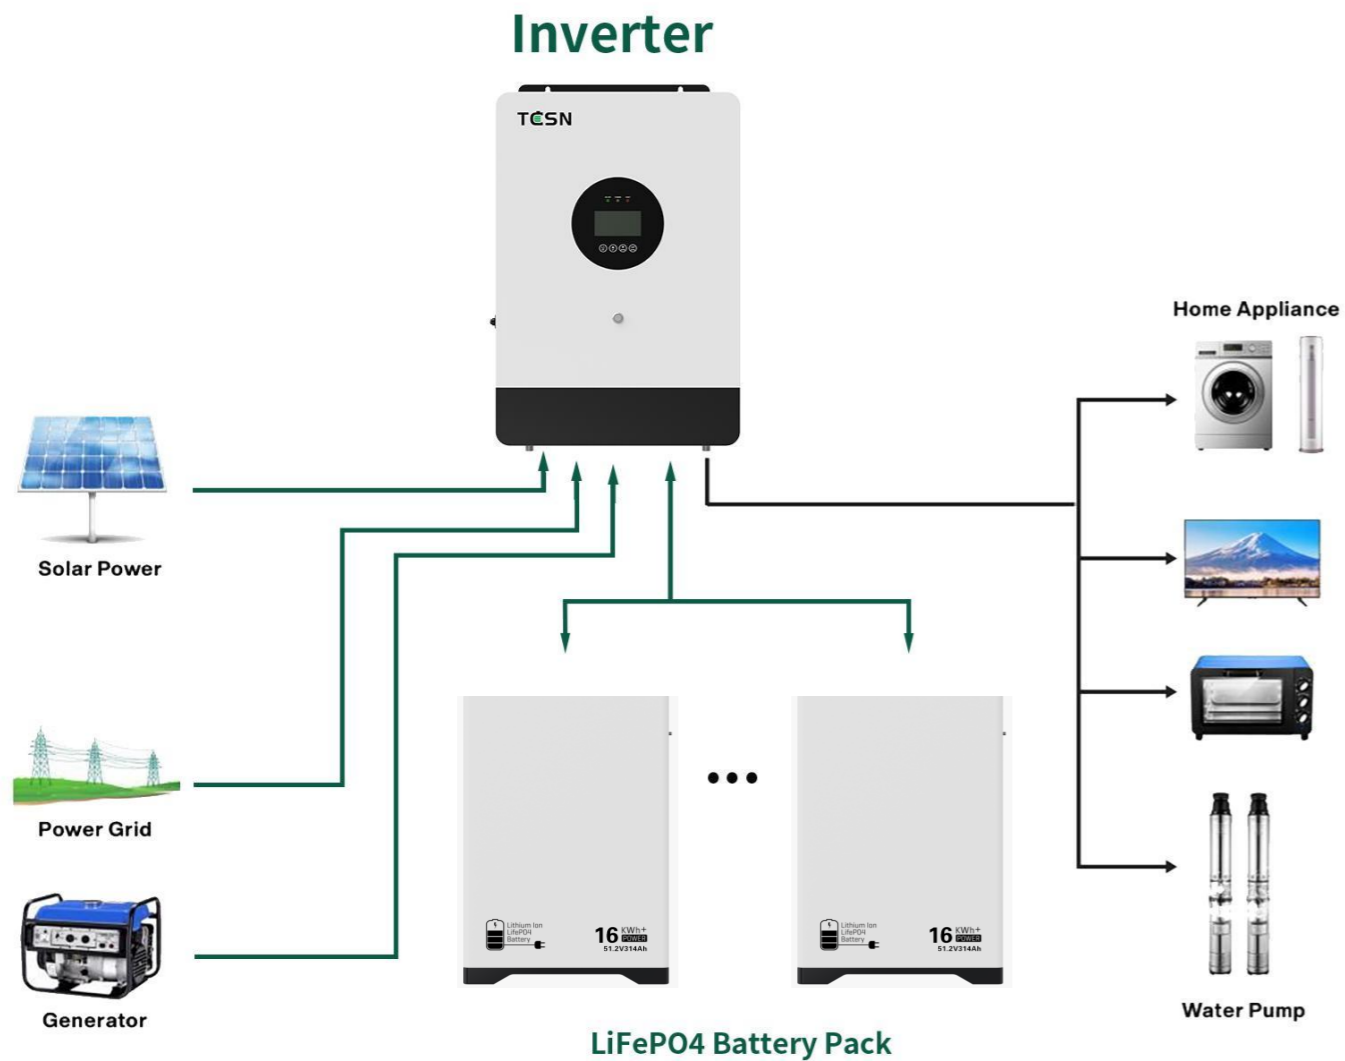 Inverter
TCSN
Home Appliance
Solar Power
Power Grid
Generator
Lithium Ion
LifePO4
Battery
16 KWh+
POWER
51.2V314Ah
Lithium Ion
LifePO4
Battery
16 KWh+
POWER
51.2V314Ah
Water Pump
LiFePO4 Battery Pack